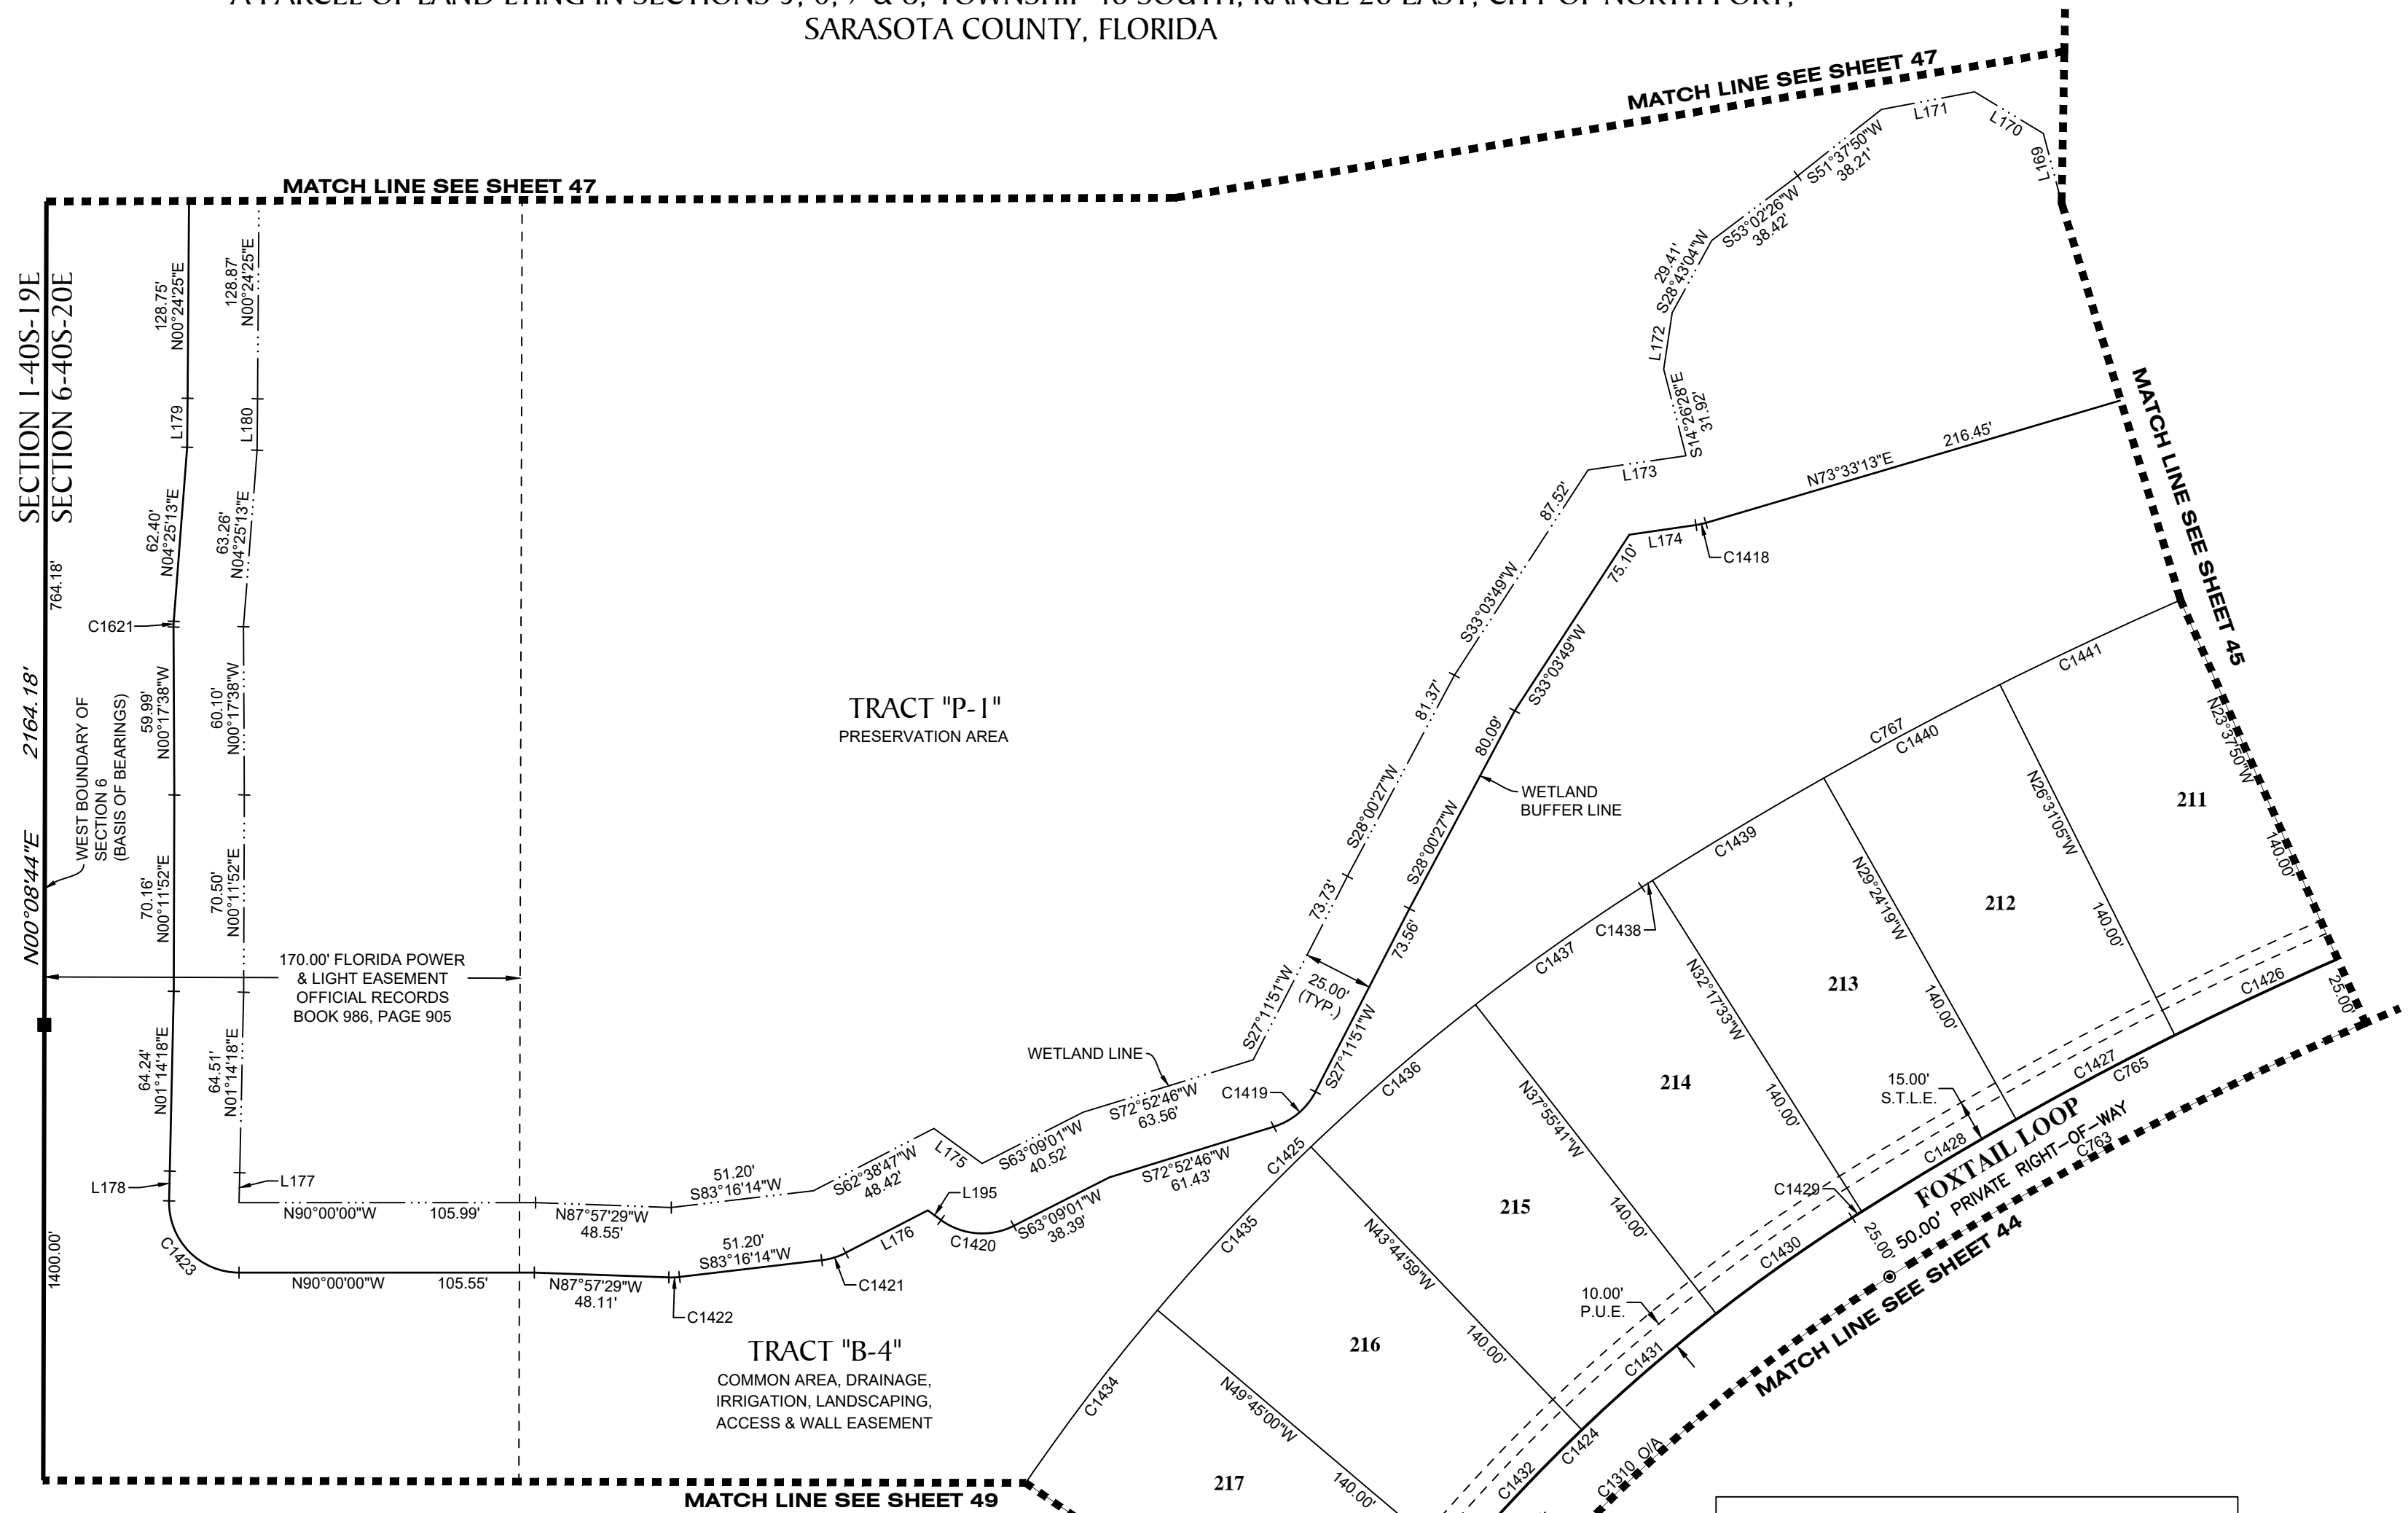 SARASOTA COUNTY, FLORIDA
MATCH LINE SEE SHEET 47
MATCH LINE SEE SHEET 47
L171
L170
L169
S51°37'50"W
38.21'
S53°02'26"W
38.42'
29.41'
S28°43'04"W
L172
S14°26'28"E
31.92'
L173
216.45'
N73°33'13"E
L174
C1418
SECTION 1-40S-19E
SECTION 6-40S-20E
128.75'
N00°24'25"E
128.87'
N00°24'25"E
L179
L180
62.40'
N04°25'13"E
63.26'
N04°25'13"E
764.18'
C1621
2164.18'
N00°08'44"E
WEST BOUNDARY OF
SECTION 6
(BASIS OF BEARINGS)
59.99'
N00°17'38"W
60.10'
N00°17'38"W
70.16'
N00°11'52"E
70.50'
N00°11'52"E
170.00' FLORIDA POWER
& LIGHT EASEMENT
OFFICIAL RECORDS
BOOK 986, PAGE 905
64.24'
N01°14'18"E
64.51'
N01°14'18"E
L178
L177
C1423
1400.00'
TRACT "P-1"
PRESERVATION AREA
87.52'
S33°03'49"W
75.10'
S33°03'49"W
81.37'
S28°00'27"W
80.09'
S28°00'27"W
WETLAND
BUFFER LINE
73.73'
S27°11'51"W
73.56'
S27°11'51"W
25.00'
(TYP.)
WETLAND LINE
C1419
S72°52'46"W
63.56'
S63°09'01"W
40.52'
L175
S62°38'47"W
48.42'
51.20'
S83°16'14"W
N87°57'29"W
48.55'
N90°00'00"W 105.99'
S72°52'46"W
61.43'
S63°09'01"W
38.39'
L195
C1420
L176
C1421
51.20'
S83°16'14"W
C1422
N87°57'29"W
48.11'
N90°00'00"W 105.55'
TRACT "B-4"
COMMON AREA, DRAINAGE,
IRRIGATION, LANDSCAPING,
ACCESS & WALL EASEMENT
MATCH LINE SEE SHEET 49
MATCH LINE SEE SHEET 45
C1441
C767
C1440
C1439
C1438
C1437
C1436
C1425
C1435
C1434
N23°37'50"W
140.00'
25.00'
211
N26°31'05"W
140.00'
212
N29°24'19"W
140.00'
213
N32°17'33"W
140.00'
214
N37°55'41"W
140.00'
215
N43°44'59"W
140.00'
216
N49°45'00"W
140.00'
217
C1426
C1427
C765
C1428
15.00'
S.T.L.E.
C1429
C1430
10.00'
P.U.E.
C1431
C1424
C1432
FOXTAIL LOOP
50.00' PRIVATE RIGHT-OF-WAY
C763
25.00'
MATCH LINE SEE SHEET 44
C1310 O/A